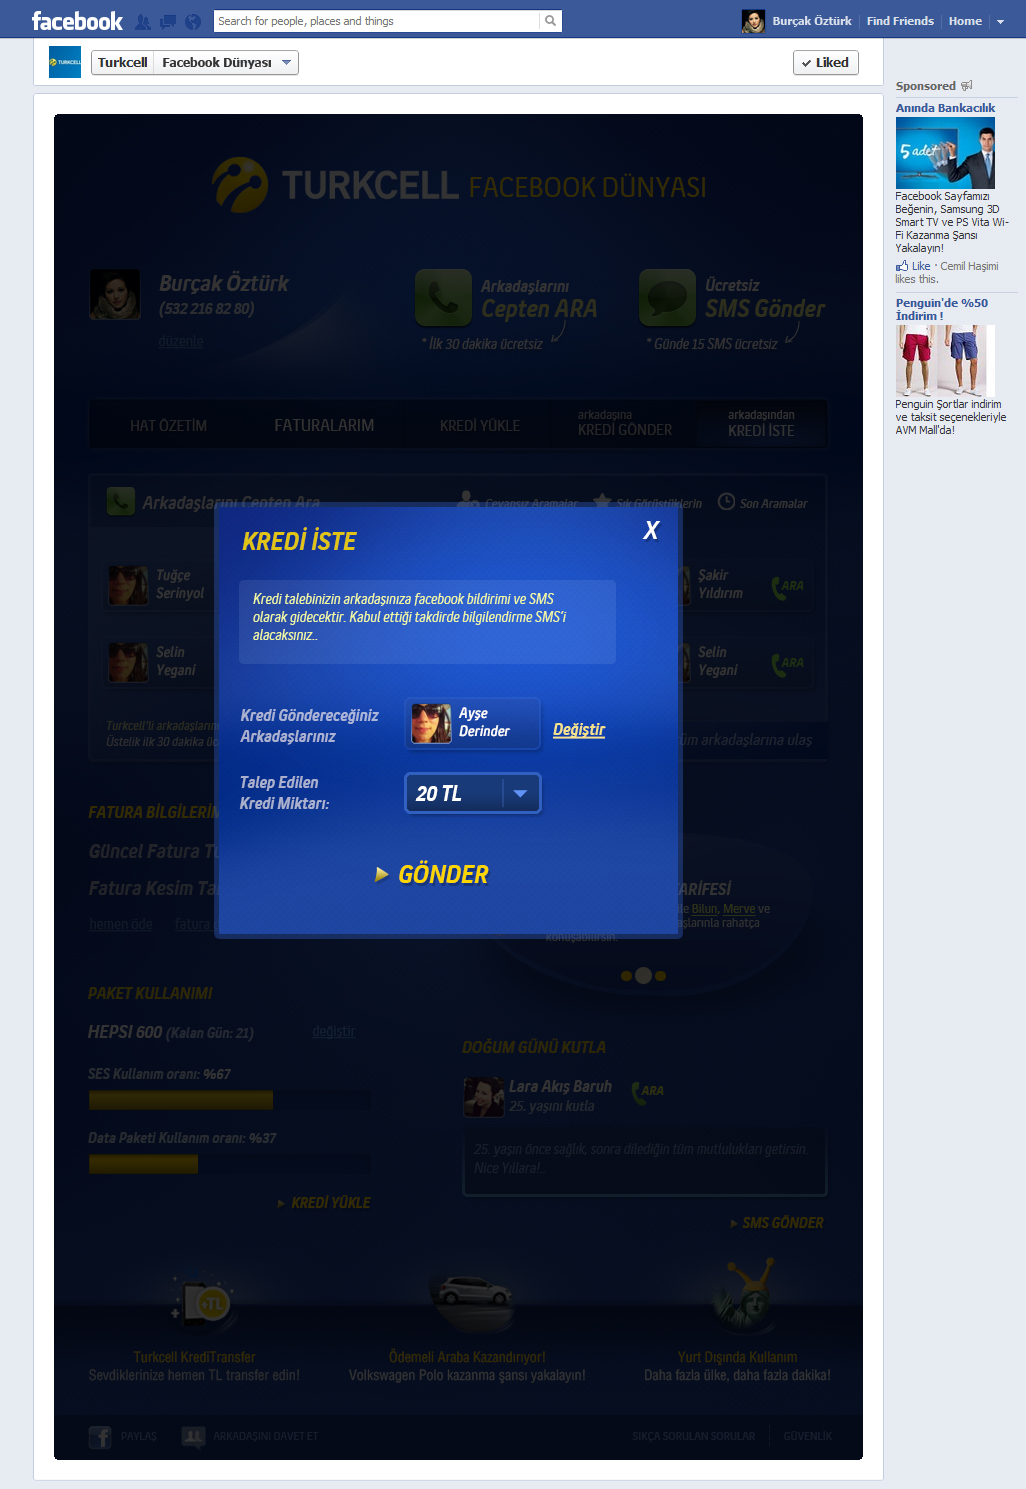 facebook
Search for people, places and things
Burçak Öztürk
Find Friends
Home
TURKCELL
Turkcell
Facebook Dünyası
Liked
TURKCELL FACEBOOK DÜNYASI
Burçak Öztürk
(532 216 82 80)
düzenle
Arkadaşlarını
Cepten ARA
* İlk 30 dakika ücretsiz
Ücretsiz
SMS Gönder
* Günde 15 SMS ücretsiz
HAT ÖZETİM
FATURALARIM
KREDİ YÜKLE
arkadaşına
KREDİ GÖNDER
arkadaşından
KREDİ İSTE
Arkadaşlarını Cepten Ara
Cevapsız Aramalar
Sık Görüştüklerin
Son Aramalar
Tuğçe
Serinyol
Şakir
Yıldırım
ARA
Selin
Yegani
Selin
Yegani
ARA
Turkcell'li
Üstelik ilk 30 dakika
arkadaşlarına ulaş
KREDİ İSTE
X
Kredi talebinizin arkadaşınıza facebook bildirimi ve SMS
olarak gidecektir. Kabul ettiği takdirde bilgilendirme SMS'i
alacaksınız..
Kredi Göndereceğiniz
Arkadaşlarınız
Ayşe
Derinder
Değiştir
Talep Edilen
Kredi Miktarı:
20 TL
GÖNDER
FATURA BİLGİLERİM
Güncel Fatura
Fatura Kesim
hemen öde
fatura
TARİFESİ
ile Bilun, Merve ve
rahatça
konuşabilirsin.
PAKET KULLANIMI
HEPSI 600 (Kalan Gün: 21)
değiştir
SES Kullanım oranı: %67
Data Paketi Kullanım oranı: %37
KREDİ YÜKLE
DOĞUM GÜNÜ KUTLA
Lara Akış Baruh
25. yaşını kutla
ARA
25. yaşın önce sağlık, sonra dilediğin tüm mutlulukları getirsin.
Nice Yıllara!..
SMS GÖNDER
+TL
Turkcell KrediTransfer
Sevdiklerinize hemen TL transfer edin!
Ödemeli Araba Kazandırıyor!
Volkswagen Polo kazanma şansı yakalayın!
Yurt Dışında Kullanım
Daha fazla ülke, daha fazla dakika!
PAYLAŞ
ARKADAŞINI DAVET ET
SIKÇA SORULAN SORULAR
GÜVENLİK
Sponsored
Anında Bankacılık
5 adet
Facebook Sayfamızı
Beğenin, Samsung 3D
Smart TV ve PS Vita Wi-
Fi Kazanma Şansı
Yakalayın!
Like · Cemil Haşimi
likes this.
Penguin'de %50
İndirim !
Penguin Şortlar indirim
ve taksit seçenekleriyle
AVM Mall'da!